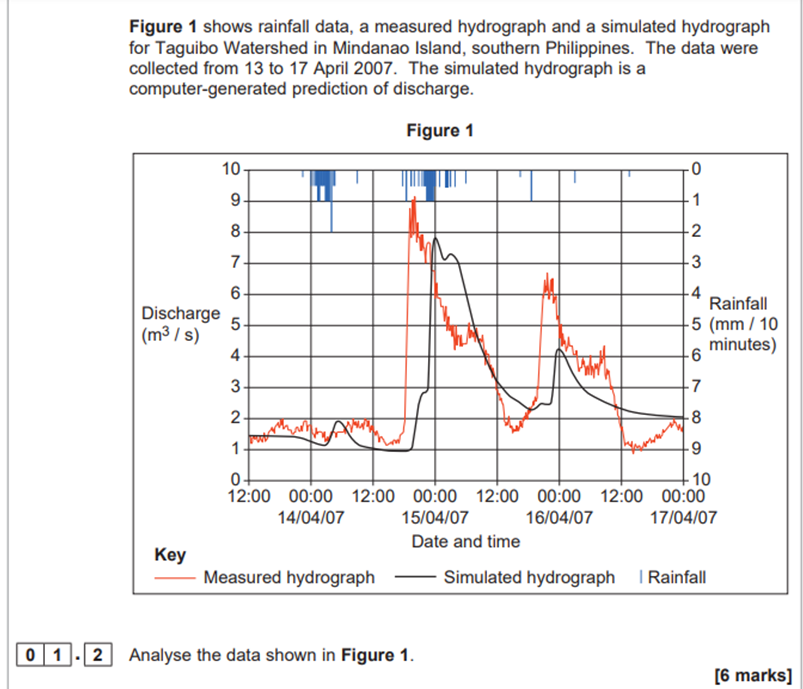 Figure 1 shows rainfall data, a measured hydrograph and a simulated hydrograph
for Taguibo Watershed in Mindanao Island, southern Philippines.  The data were
collected from 13 to 17 April 2007.  The simulated hydrograph is a
computer-generated prediction of discharge.
Figure 1
10 0
9 1
8 2
7 3
6 4
Discharge
(m³ / s)
5 5
Rainfall
(mm / 10
minutes)
4 6
3 7
2 8
1 9
0 10
12:00 00:00 12:00 00:00 12:00 00:00 12:00 00:00
14/04/07 15/04/07 16/04/07 17/04/07
Date and time
Key
Measured hydrograph Simulated hydrograph Rainfall
0 1 . 2 Analyse the data shown in Figure 1.
[6 marks]